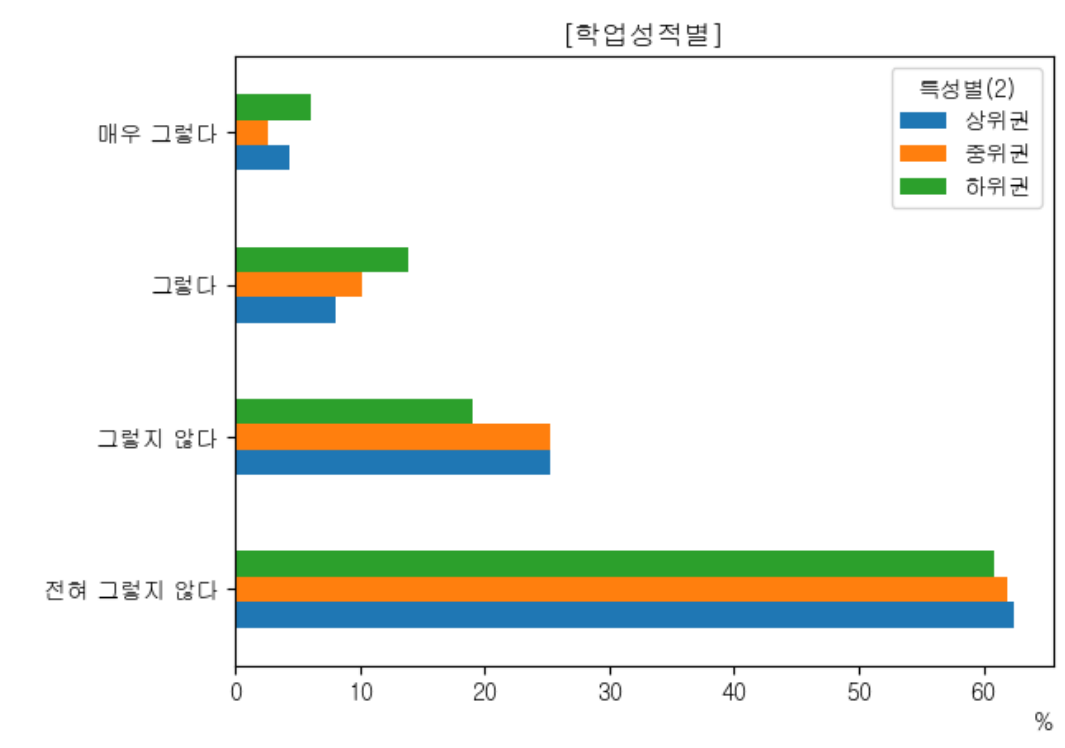 [학업성적별]
특성별(2)
상위권
중위권
하위권
매우 그렇다
그렇다
그렇지 않다
전혀 그렇지 않다
0 10 20 30 40 50 60
%